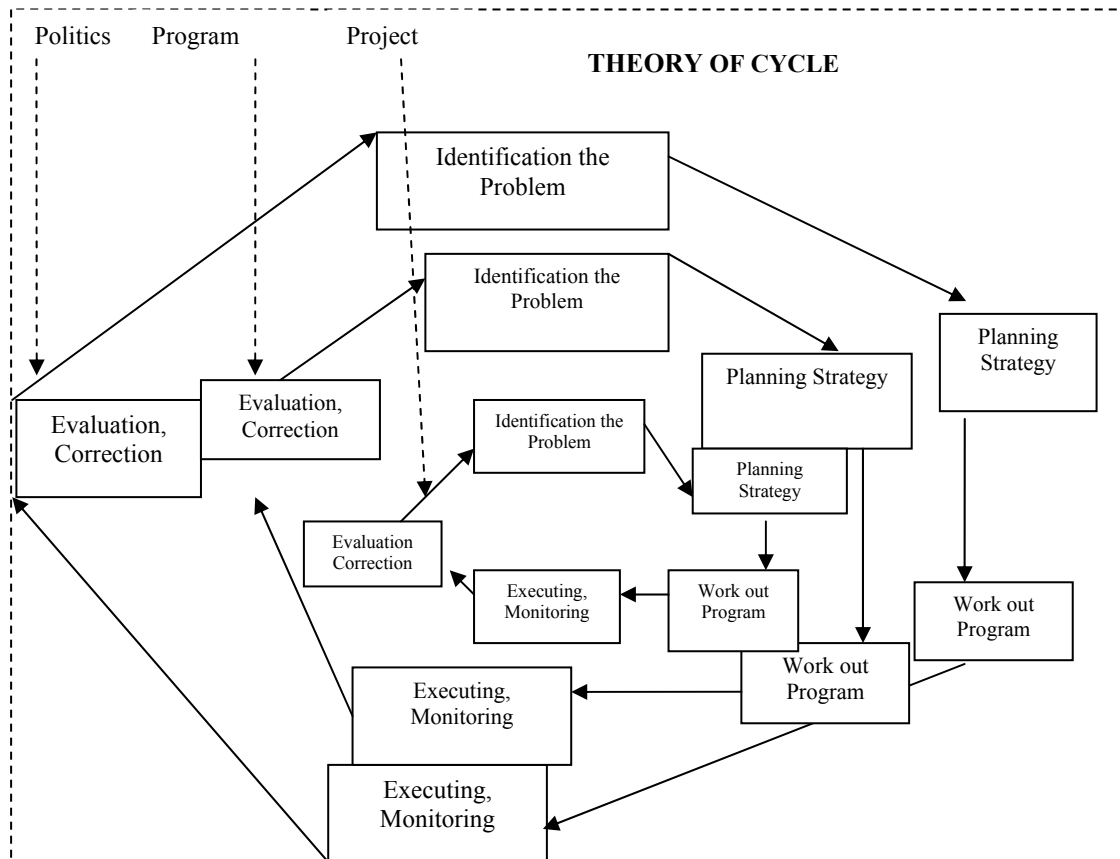 Politics Program Project
THEORY OF CYCLE
Identification the
Problem
Identification the
Problem
Planning
Strategy
Planning Strategy
Evaluation,
Correction
Evaluation,
Correction
Identification the
Problem
Planning
Strategy
Evaluation
Correction
Executing,
Monitoring
Work out
Program
Work out
Program
Work out
Program
Executing,
Monitoring
Executing,
Monitoring